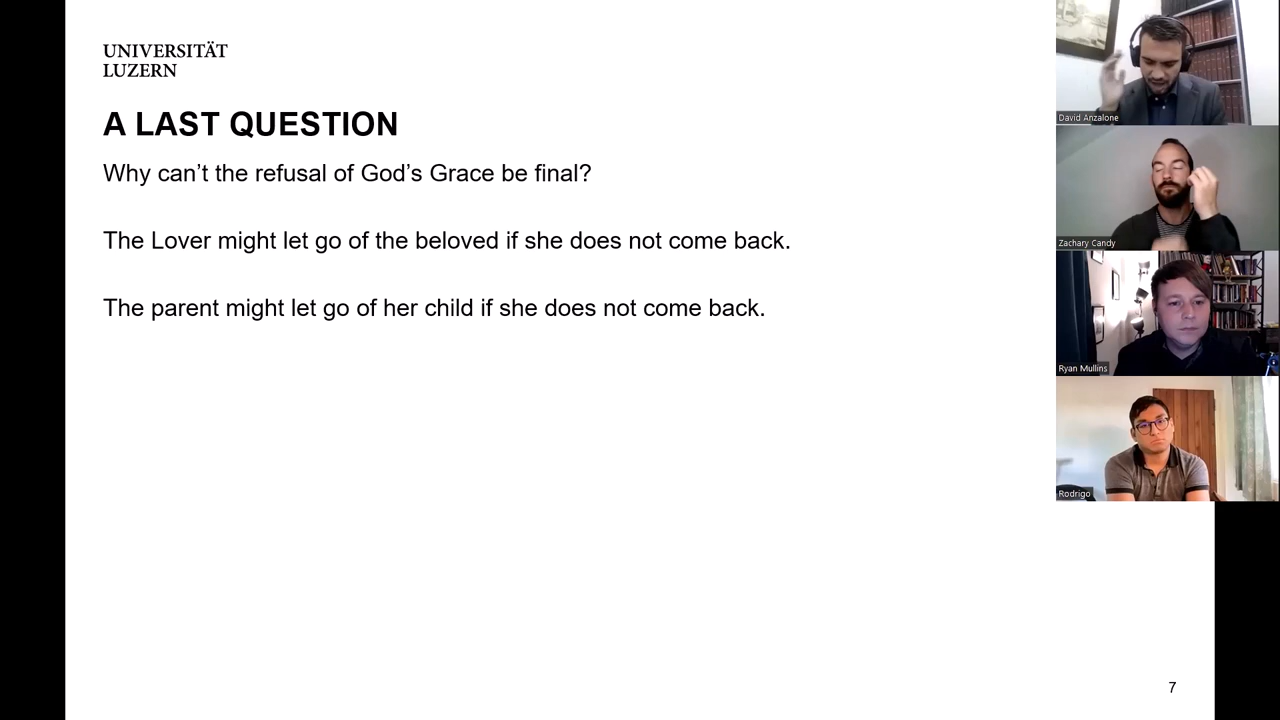 UNIVERSITÄT
LUZERN
A LAST QUESTION
Why can’t the refusal of God’s Grace be final?
The Lover might let go of the beloved if she does not come back.
The parent might let go of her child if she does not come back.
7
David Anzalone
Zachary Candy
Ryan Mullins
Rodrigo